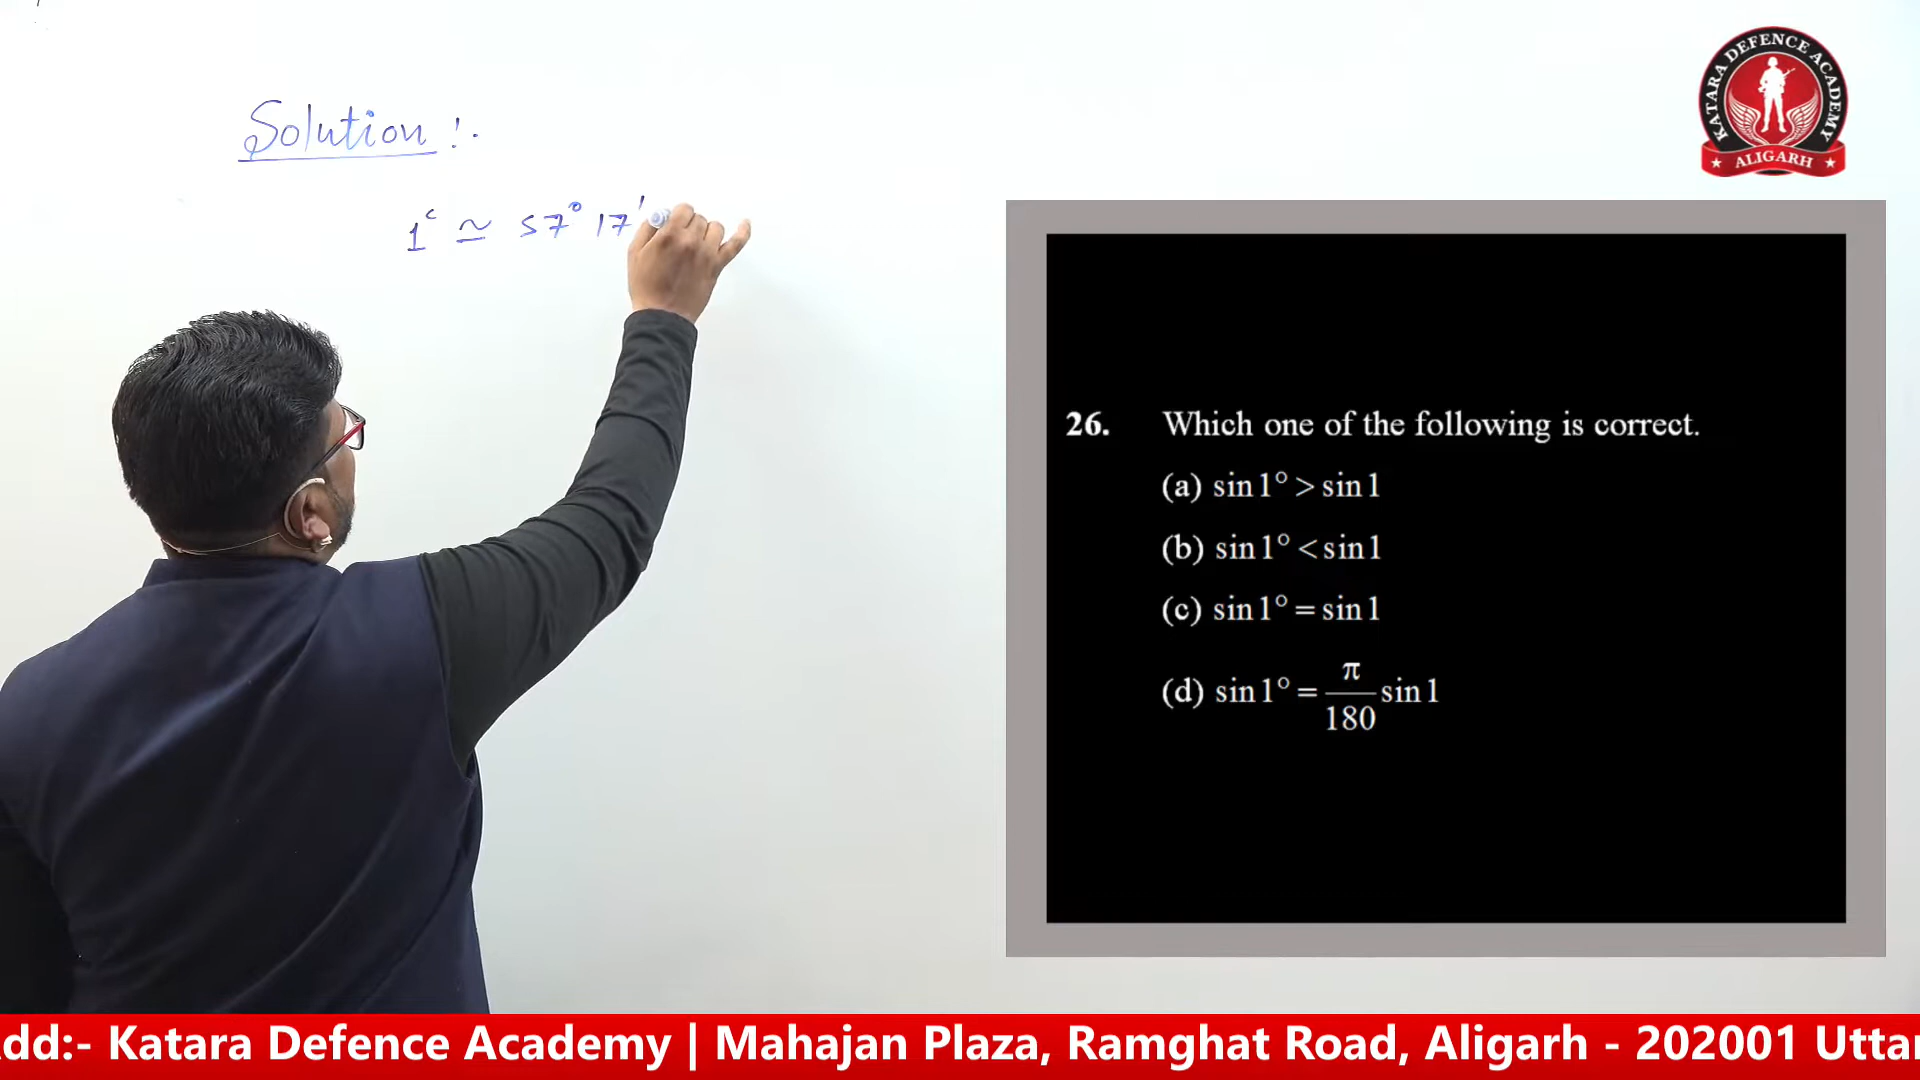 Solution :-
1ᶜ ≃ 57° 17'
KATARA DEFENCE ACADEMY
ALIGARH
26. Which one of the following is correct.
(a) sin 1° > sin 1
(b) sin 1° < sin 1
(c) sin 1° = sin 1
(d) sin 1° = π/180 sin 1
dd:- Katara Defence Academy | Mahajan Plaza, Ramghat Road, Aligarh - 202001 Uttar